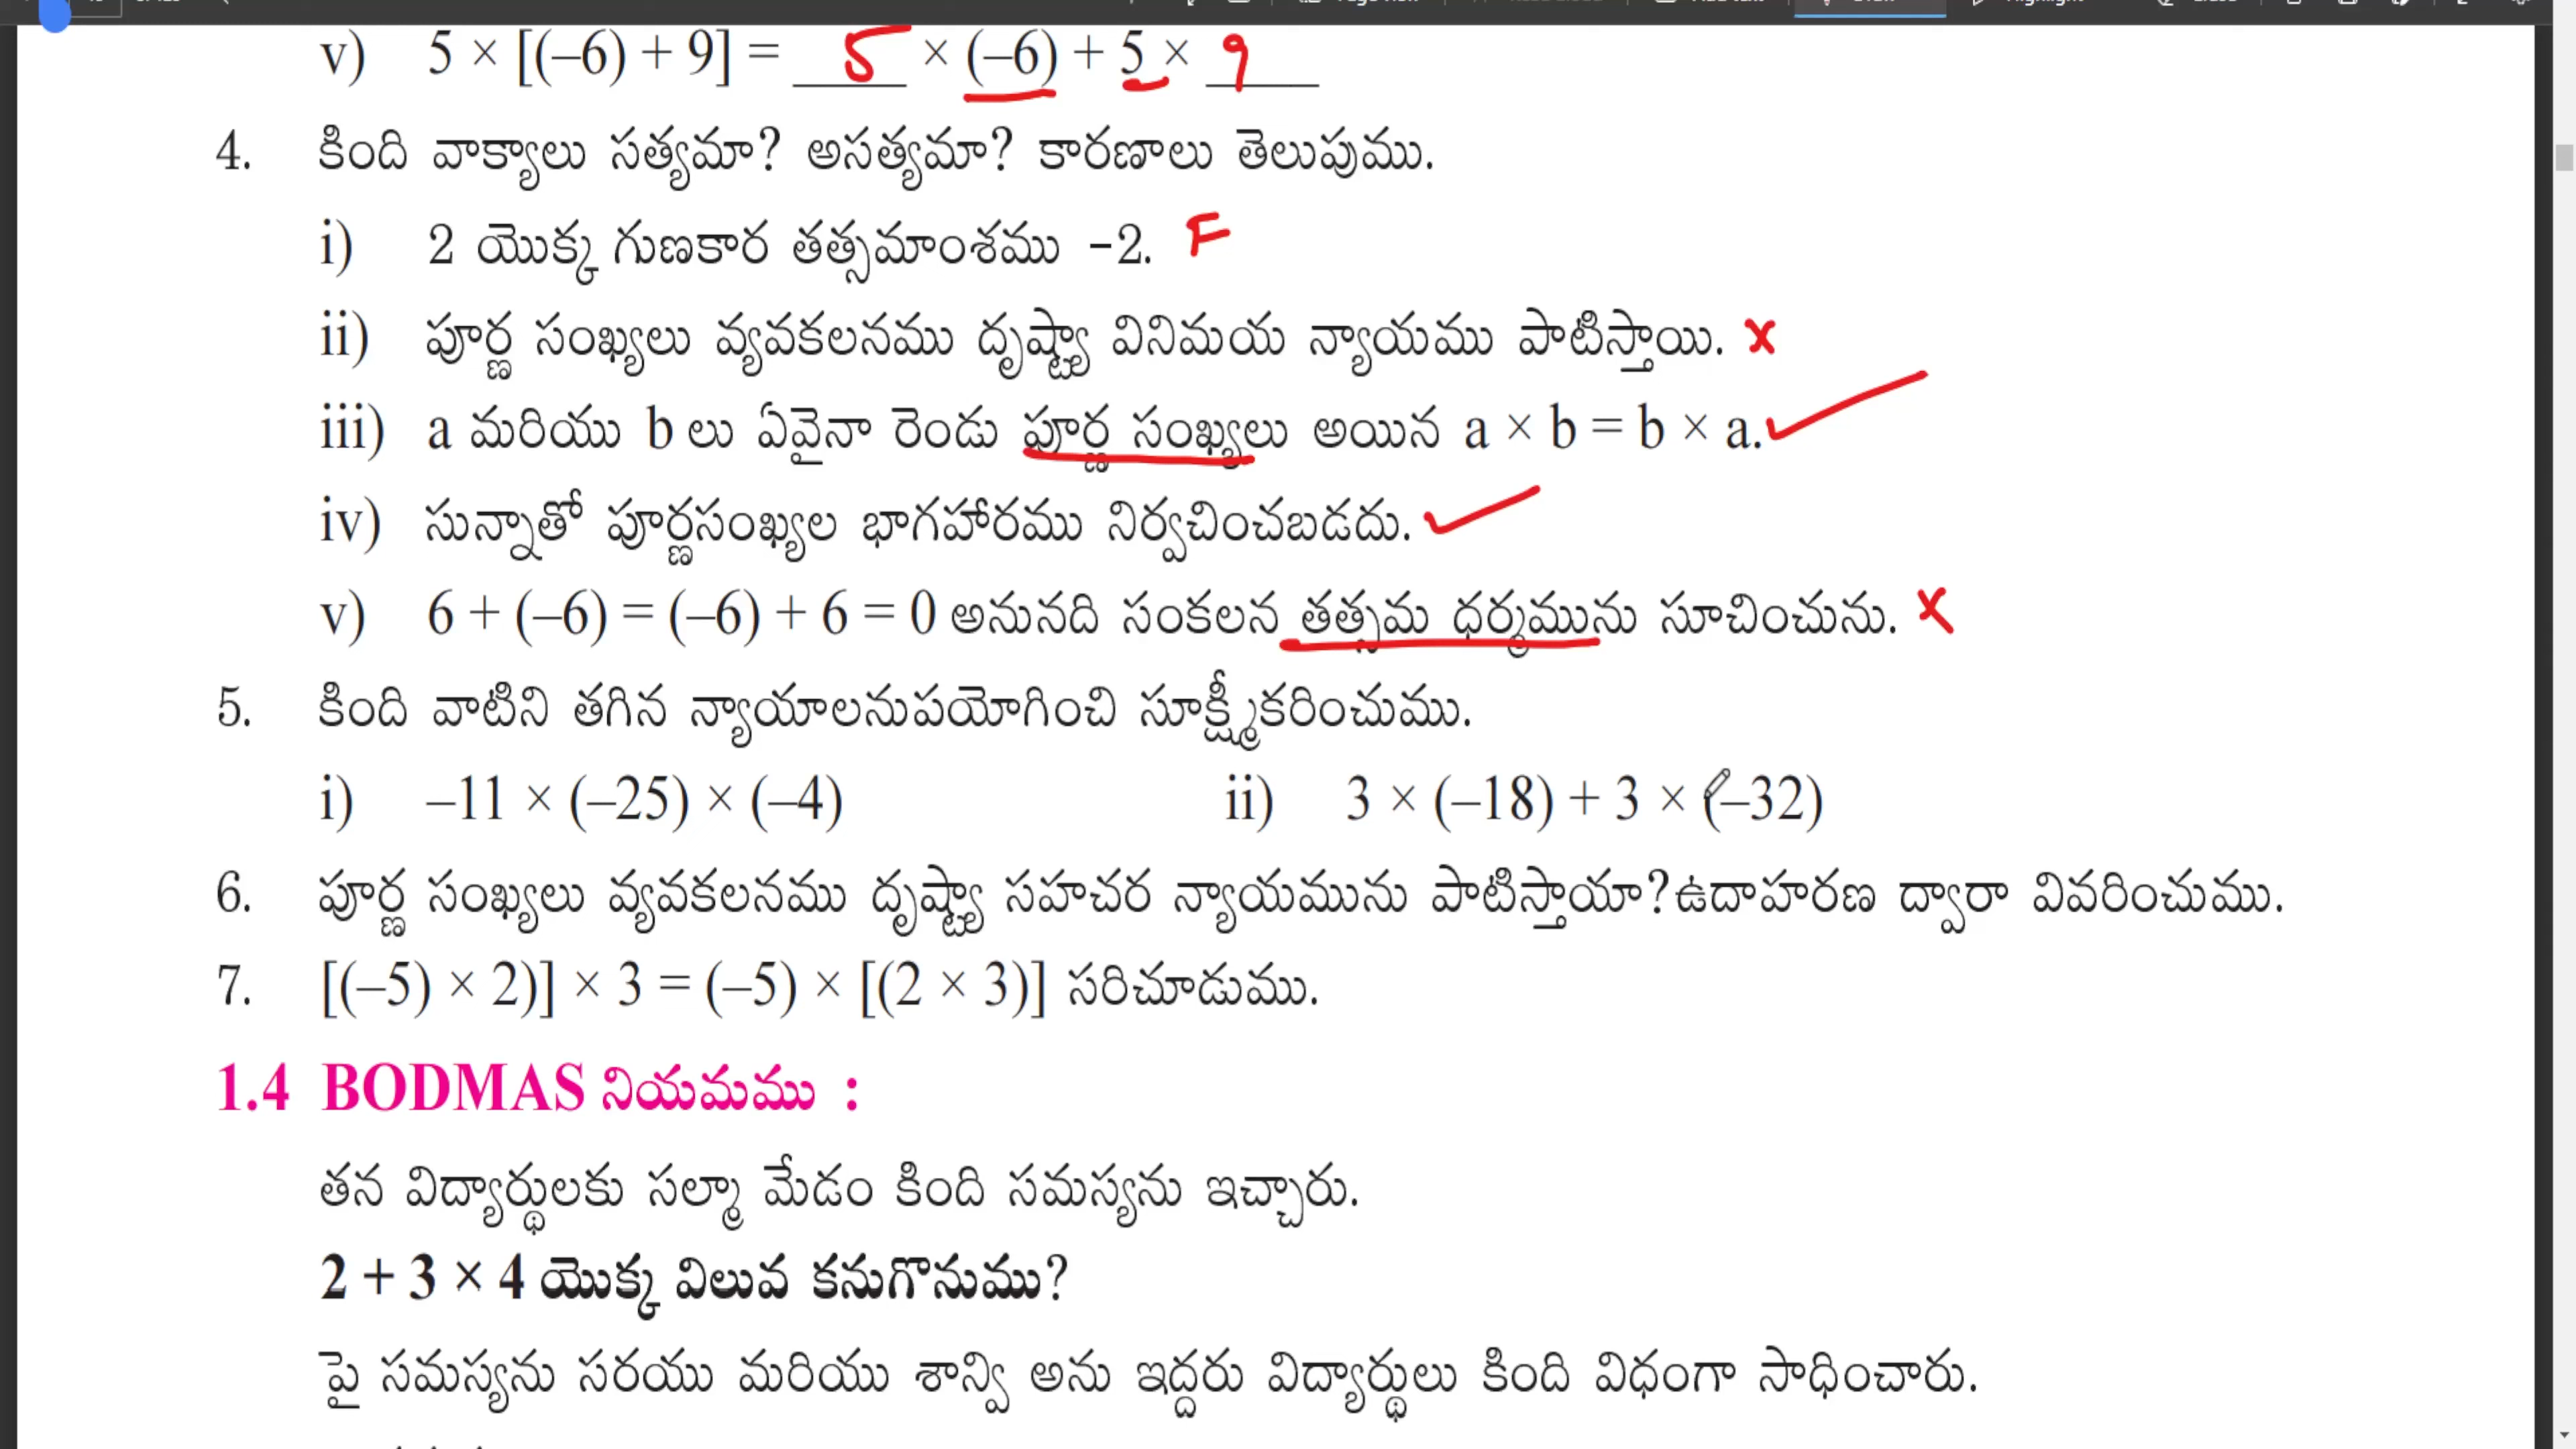 v) 5 × [(–6) + 9] = 5 × (–6) + 5 × 9
4. కింది వాక్యాలు సత్యమా? అసత్యమా? కారణాలు తెలుపుము.
i) 2 యొక్క గుణకార తత్సమాంశము -2. F
ii) పూర్ణ సంఖ్యలు వ్యవకలనము దృష్ట్యా వినిమయ న్యాయము పాటిస్తాయి. x
iii) a మరియు b లు ఏవైనా రెండు పూర్ణ సంఖ్యలు అయిన a × b = b × a.
iv) సున్నాతో పూర్ణసంఖ్యల భాగహారము నిర్వచించబడదు.
v) 6 + (–6) = (–6) + 6 = 0 అనునది సంకలన తత్సమ ధర్మమును సూచించును. x
5. కింది వాటిని తగిన న్యాయాలనుపయోగించి సూక్ష్మీకరించుము.
i) –11 × (–25) × (–4) ii) 3 × (–18) + 3 × (–32)
6. పూర్ణ సంఖ్యలు వ్యవకలనము దృష్ట్యా సహచర న్యాయమును పాటిస్తాయా?ఉదాహరణ ద్వారా వివరించుము.
7. [(–5) × 2)] × 3 = (–5) × [(2 × 3)] సరిచూడుము.
1.4 BODMAS నియమము :
తన విద్యార్థులకు సల్మా మేడం కింది సమస్యను ఇచ్చారు.
2 + 3 × 4 యొక్క విలువ కనుగొనుము?
పై సమస్యను సరయు మరియు శాన్వి అను ఇద్దరు విద్యార్థులు కింది విధంగా సాధించారు.